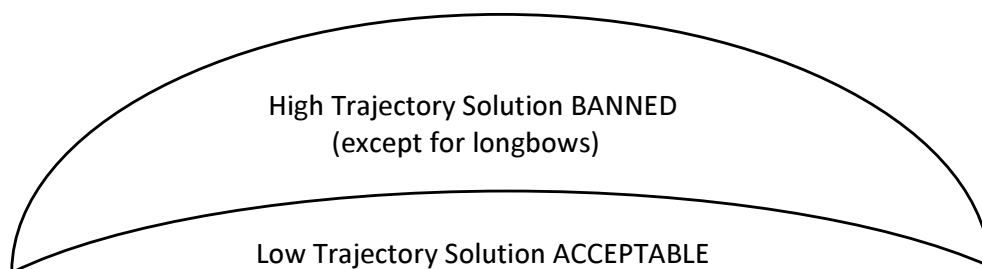 High Trajectory Solution BANNED
(except for longbows)
Low Trajectory Solution ACCEPTABLE